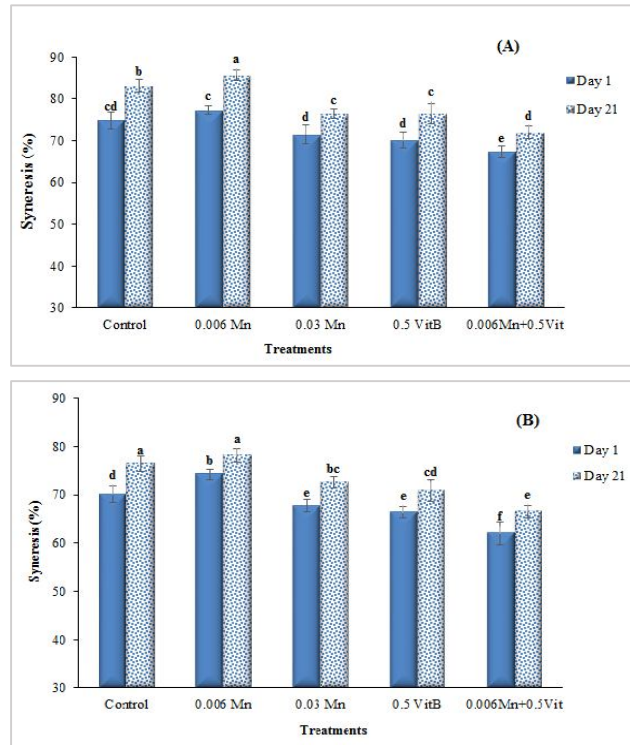 (A)
90
80
70
60
50
40
30
Syneresis (%)
cd b c a d c d c e d
Control 0.006 Mn 0.03 Mn 0.5 VitB 0.006Mn+0.5Vit
Treatments
Day 1
Day 21
(B)
90
80
70
60
50
40
30
Syneresis (%)
d a b a e bc e cd f e
Control 0.006 Mn 0.03 Mn 0.5 VitB 0.006Mn+0.5Vit
Treatments
Day 1
Day 21